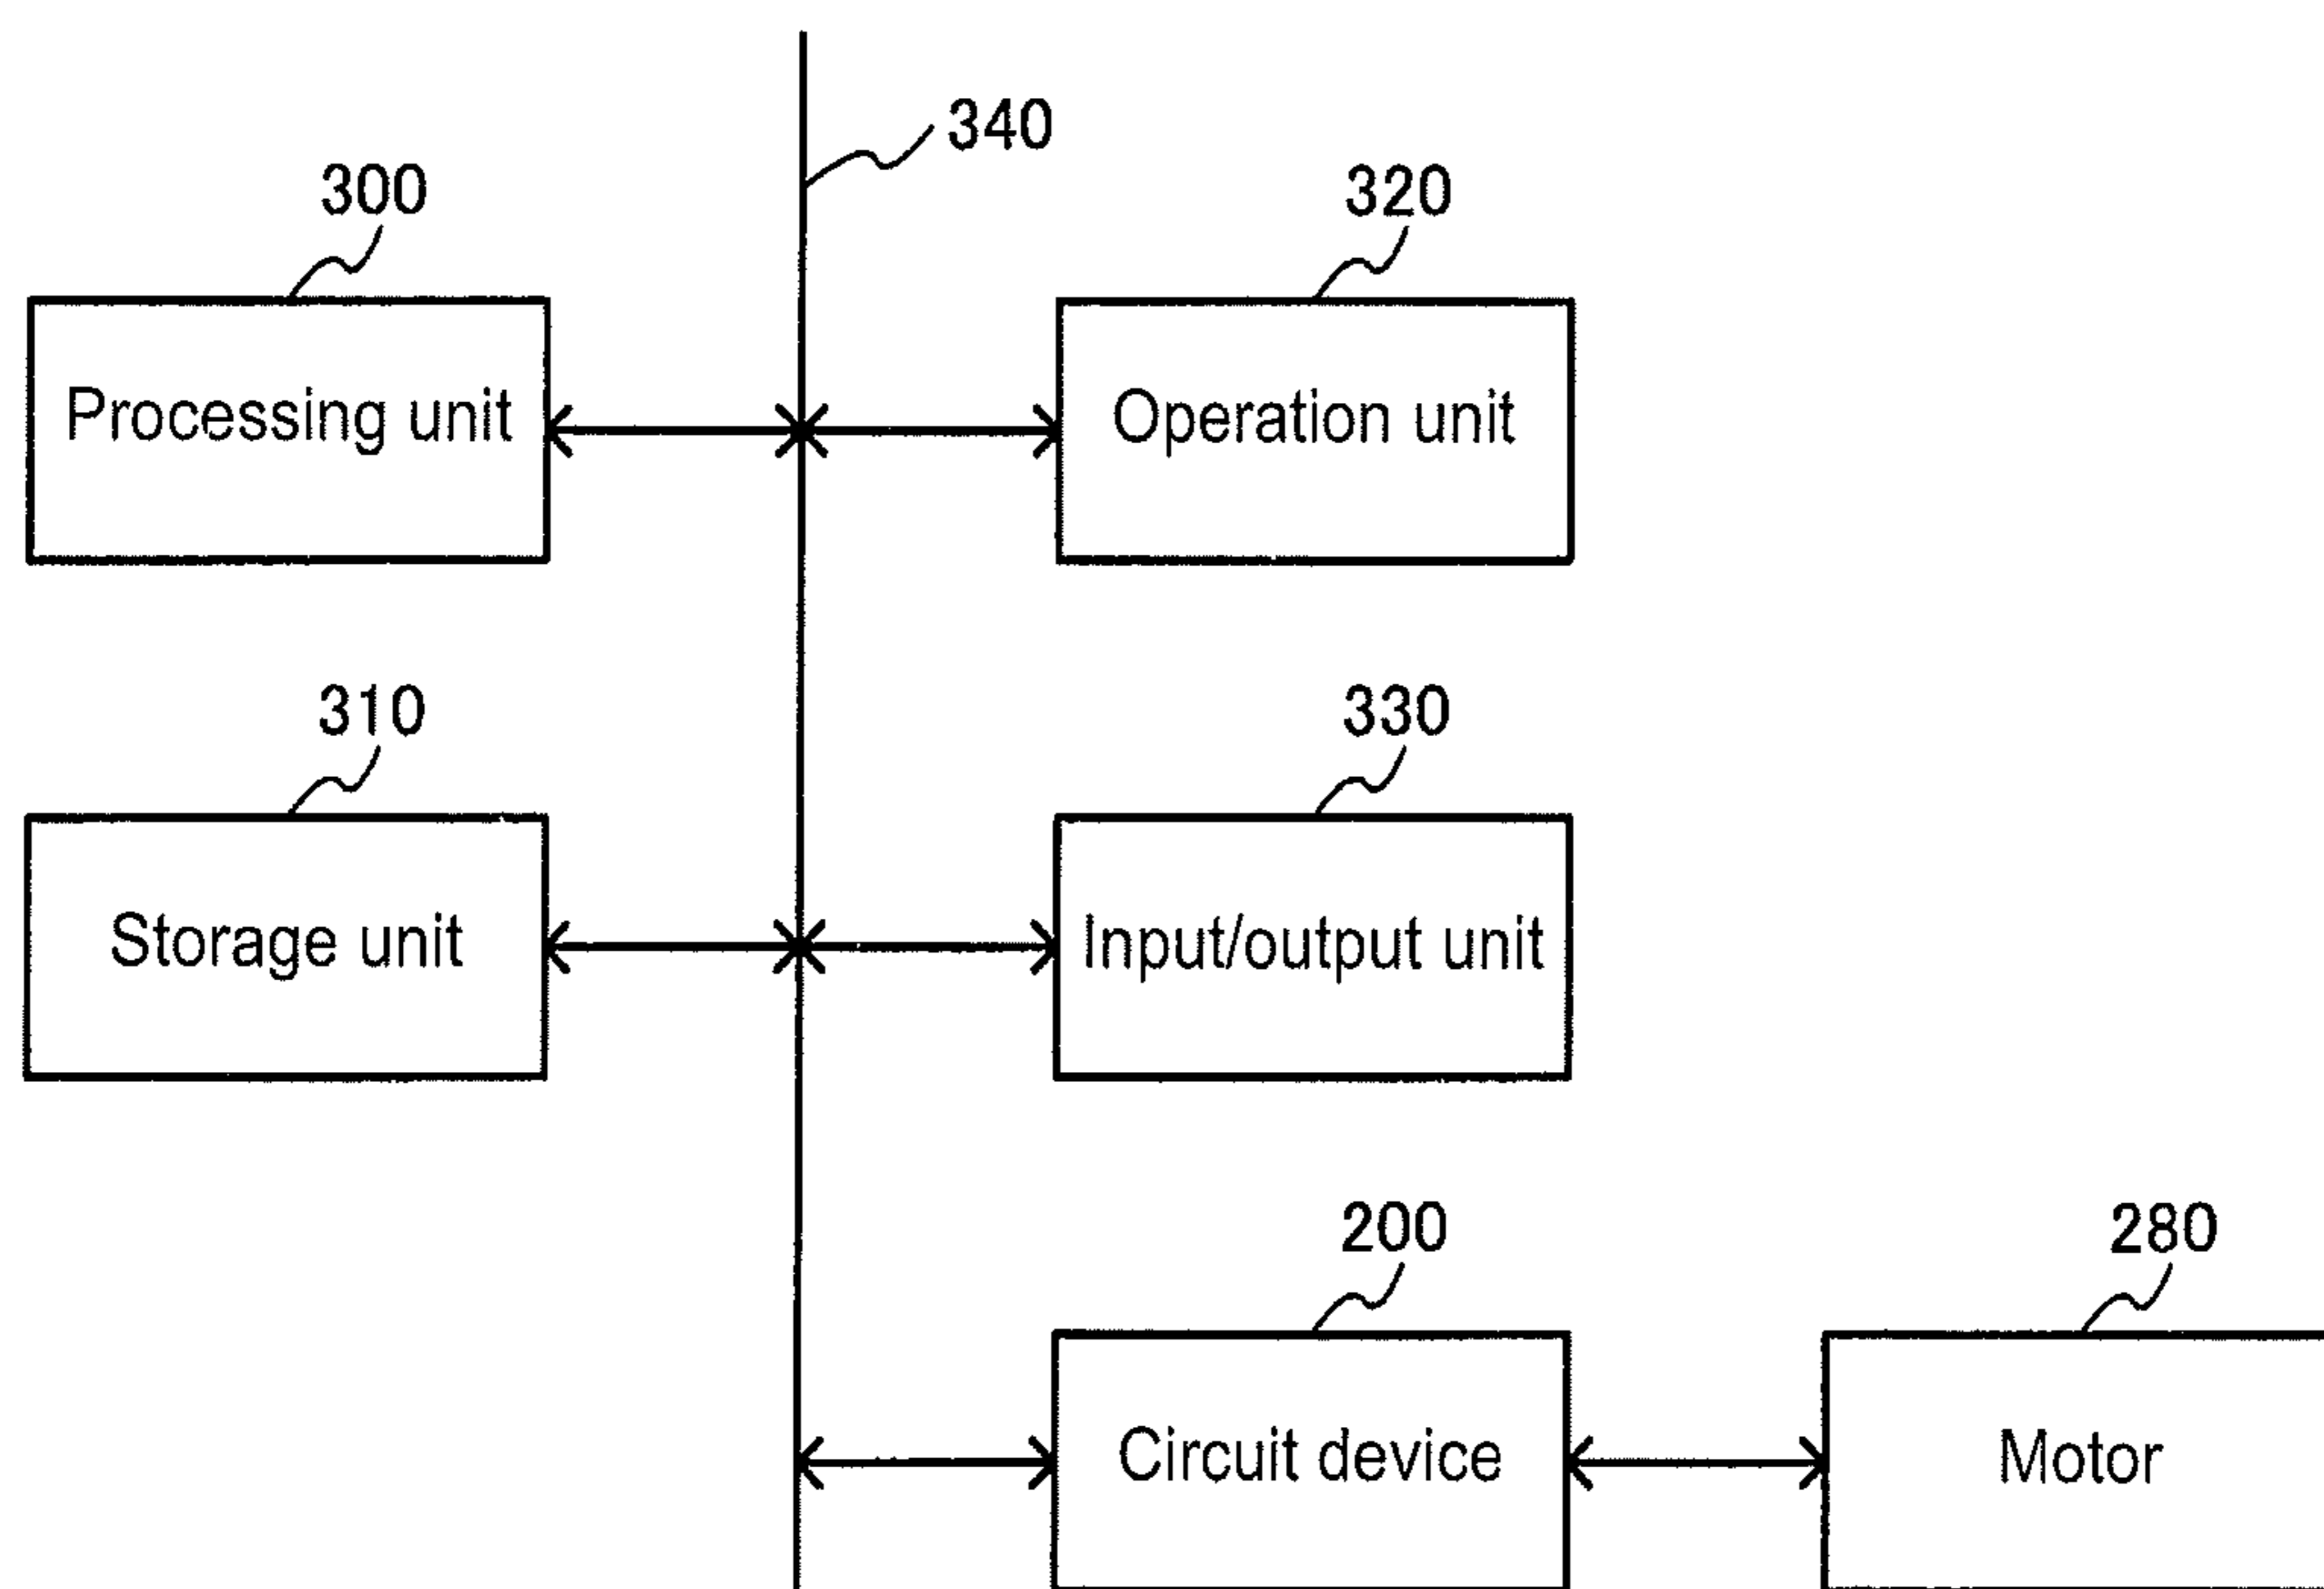 340
300
320
Processing unit
Operation unit
310
330
Storage unit
Input/output unit
200
280
Circuit device
Motor